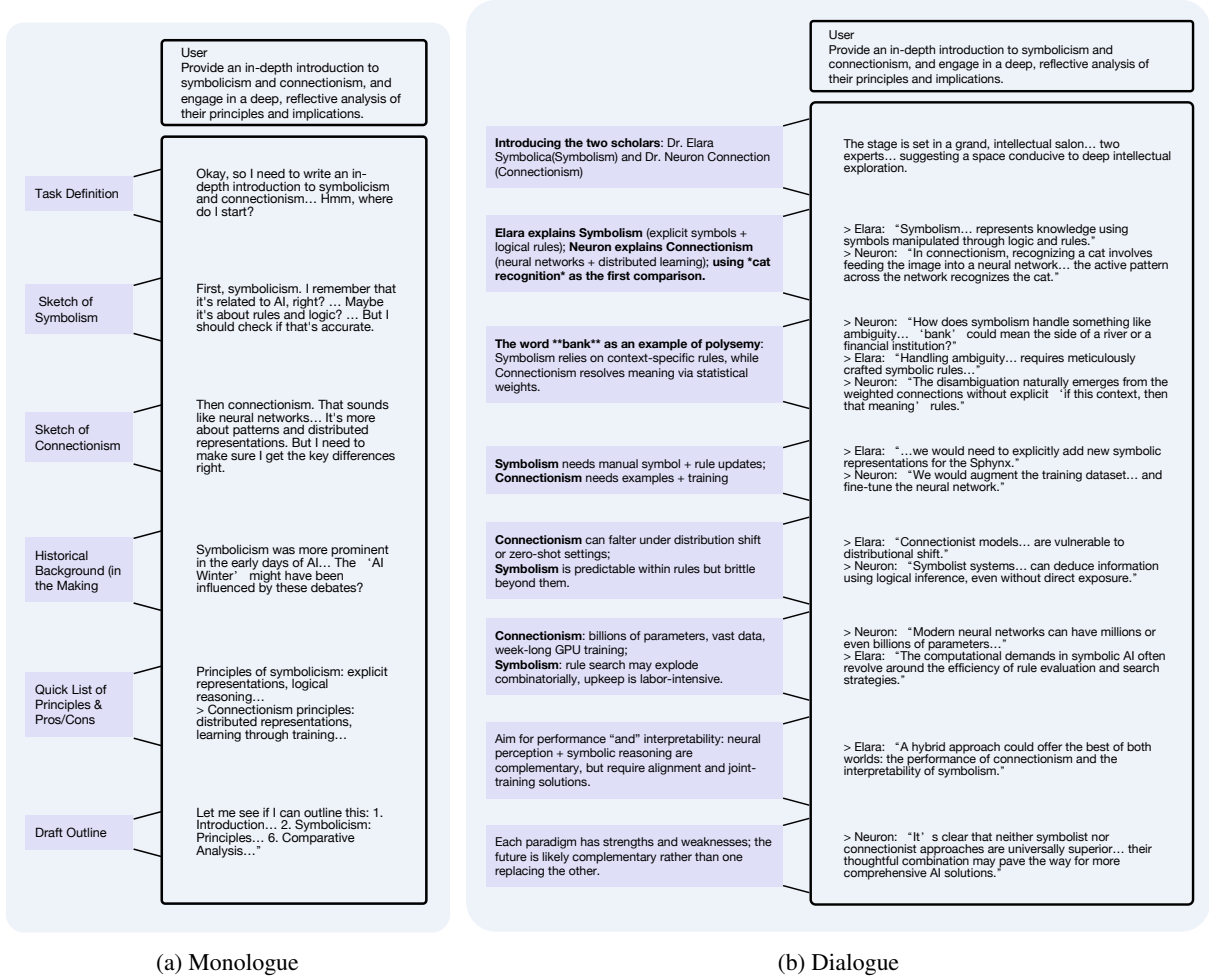 User
Provide an in-depth introduction to
symbolicism and connectionism, and
engage in a deep, reflective analysis of
their principles and implications.
Task Definition
Okay, so I need to write an in-
depth introduction to symbolicism
and connectionism… Hmm, where
do I start?
Sketch of
Symbolism
First, symbolicism. I remember that
it's related to AI, right? … Maybe
it's about rules and logic? … But I
should check if that's accurate.
Sketch of
Connectionism
Then connectionism. That sounds
like neural networks… It's more
about patterns and distributed
representations. But I need to
make sure I get the key differences
right.
Historical
Background (in
the Making
Symbolicism was more prominent
in the early days of AI… The ‘AI
Winter’ might have been
influenced by these debates?
Quick List of
Principles &
Pros/Cons
Principles of symbolicism: explicit
representations, logical
reasoning…
> Connectionism principles:
distributed representations,
learning through training…
Draft Outline
Let me see if I can outline this: 1.
Introduction… 2. Symbolicism:
Principles… 6. Comparative
Analysis…”
(a) Monologue
User
Provide an in-depth introduction to symbolicism and
connectionism, and engage in a deep, reflective analysis of
their principles and implications.
Introducing the two scholars: Dr. Elara
Symbolica(Symbolism) and Dr. Neuron Connection
(Connectionism)
The stage is set in a grand, intellectual salon… two
experts… suggesting a space conducive to deep intellectual
exploration.
Elara explains Symbolism (explicit symbols +
logical rules); Neuron explains Connectionism
(neural networks + distributed learning); using *cat
recognition* as the first comparison.
> Elara: “Symbolism… represents knowledge using
symbols manipulated through logic and rules.”
> Neuron: “In connectionism, recognizing a cat involves
feeding the image into a neural network… the active pattern
across the network recognizes the cat.”
The word **bank** as an example of polysemy:
Symbolism relies on context-specific rules, while
Connectionism resolves meaning via statistical
weights.
> Neuron: “How does symbolism handle something like
ambiguity… ‘bank’ could mean the side of a river or a
financial institution?”
> Elara: “Handling ambiguity… requires meticulously
crafted symbolic rules…”
> Neuron: “The disambiguation naturally emerges from the
weighted connections without explicit ‘if this context, then
that meaning’ rules.”
Symbolism needs manual symbol + rule updates;
Connectionism needs examples + training
> Elara: “…we would need to explicitly add new symbolic
representations for the Sphynx.”
> Neuron: “We would augment the training dataset… and
fine-tune the neural network.”
Connectionism can falter under distribution shift
or zero-shot settings;
Symbolism is predictable within rules but brittle
beyond them.
> Elara: “Connectionist models… are vulnerable to
distributional shift.”
> Neuron: “Symbolist systems… can deduce information
using logical inference, even without direct exposure.”
Connectionism: billions of parameters, vast data,
week-long GPU training;
Symbolism: rule search may explode
combinatorially, upkeep is labor-intensive.
> Neuron: “Modern neural networks can have millions or
even billions of parameters…”
> Elara: “The computational demands in symbolic AI often
revolve around the efficiency of rule evaluation and search
strategies.”
Aim for performance “and” interpretability: neural
perception + symbolic reasoning are
complementary, but require alignment and joint-
training solutions.
> Elara: “A hybrid approach could offer the best of both
worlds: the performance of connectionism and the
interpretability of symbolism.”
Each paradigm has strengths and weaknesses; the
future is likely complementary rather than one
replacing the other.
> Neuron: “It’s clear that neither symbolist nor
connectionist approaches are universally superior… their
thoughtful combination may pave the way for more
comprehensive AI solutions.”
(b) Dialogue